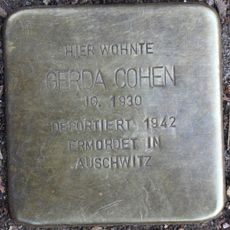 HIER WOHNTE
GERDA COHEN
JG. 1930
DEPORTIERT 1942
ERMORDET IN
AUSCHWITZ